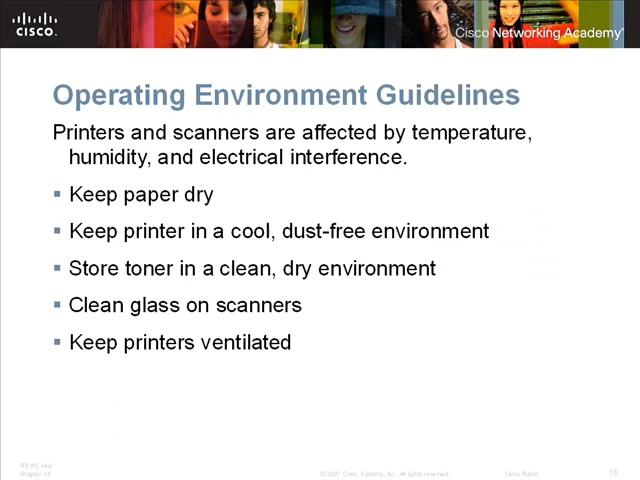 CISCO.
Cisco Networking Academy
Operating Environment Guidelines
Printers and scanners are affected by temperature,
humidity, and electrical interference.
▪ Keep paper dry
▪ Keep printer in a cool, dust-free environment
▪ Store toner in a clean, dry environment
▪ Clean glass on scanners
▪ Keep printers ventilated
ITE PC v4.0
Chapter 14
© 2007 Cisco Systems, Inc. All rights reserved.
Cisco Public
15